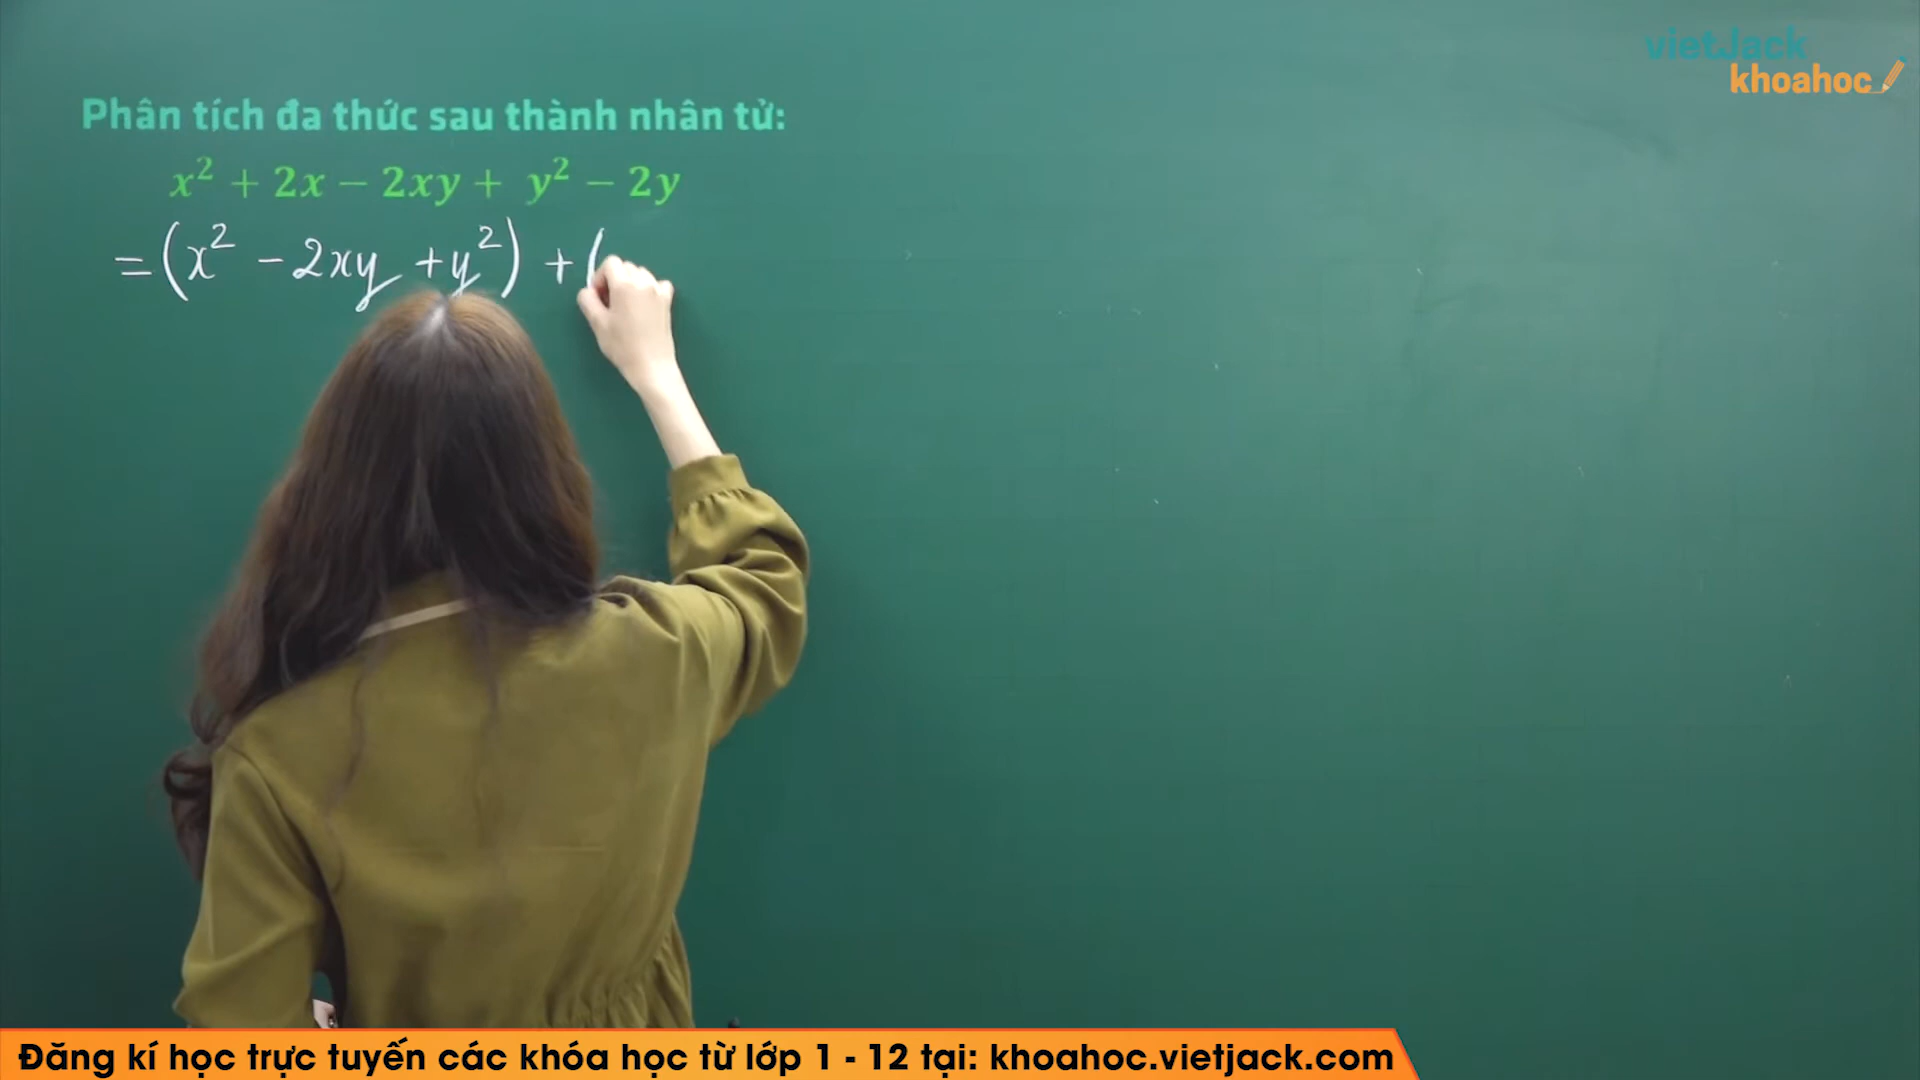 vietJack
khoahoc
Phân tích đa thức sau thành nhân tử:
x² + 2x − 2xy + y² − 2y
= (x² − 2xy + y²) + (
Đăng kí học trực tuyến các khóa học từ lớp 1 - 12 tại: khoahoc.vietjack.com